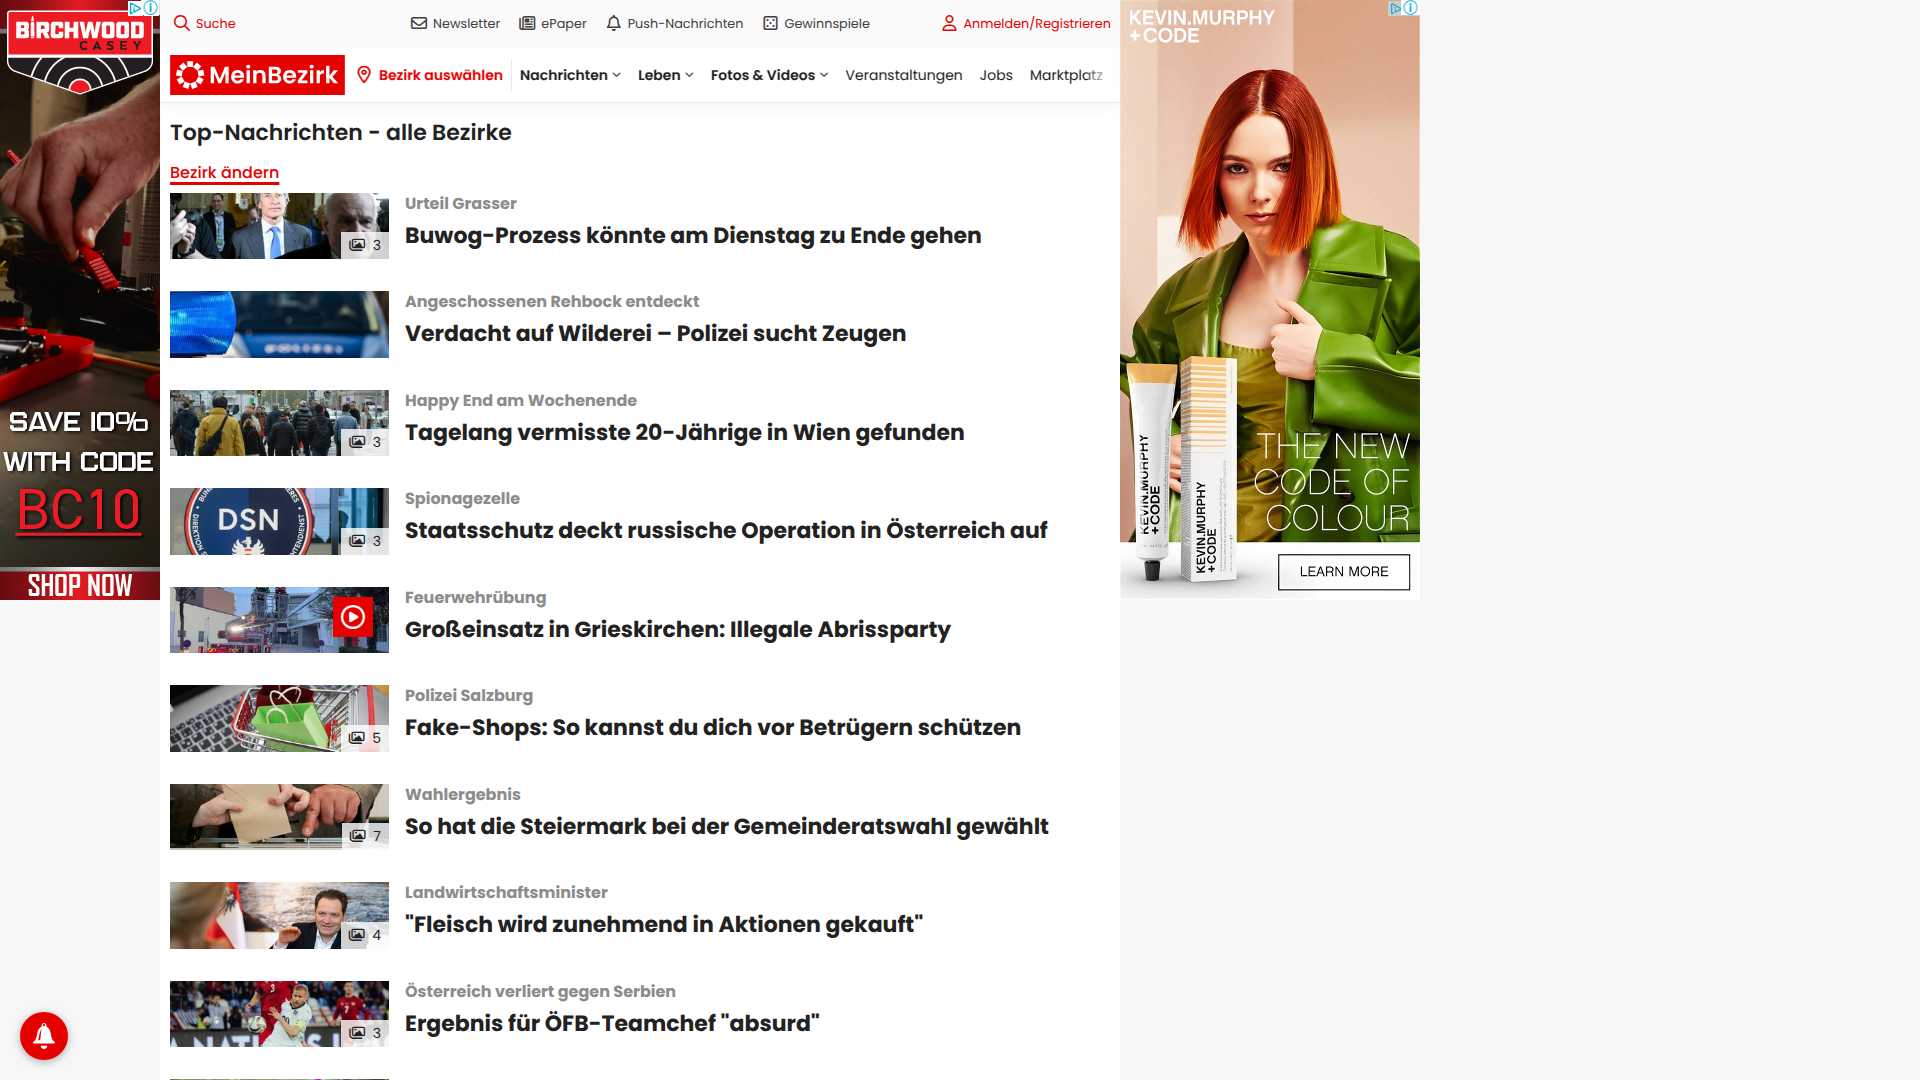 BIRCHWOOD
CASEY
SAVE 10%
WITH CODE
BC10
SHOP NOW
Suche
Newsletter
ePaper
Push-Nachrichten
Gewinnspiele
Anmelden/Registrieren
MeinBezirk
Bezirk auswählen
Nachrichten
Leben
Fotos & Videos
Veranstaltungen
Jobs
Marktplatz
Top-Nachrichten - alle Bezirke
Bezirk ändern
3
Urteil Grasser
Buwog-Prozess könnte am Dienstag zu Ende gehen
Angeschossenen Rehbock entdeckt
Verdacht auf Wilderei – Polizei sucht Zeugen
3
Happy End am Wochenende
Tagelang vermisste 20-Jährige in Wien gefunden
DSN
3
Spionagezelle
Staatsschutz deckt russische Operation in Österreich auf
Feuerwehrübung
Großeinsatz in Grieskirchen: Illegale Abrissparty
5
Polizei Salzburg
Fake-Shops: So kannst du dich vor Betrügern schützen
7
Wahlergebnis
So hat die Steiermark bei der Gemeinderatswahl gewählt
4
Landwirtschaftsminister
"Fleisch wird zunehmend in Aktionen gekauft"
3
Österreich verliert gegen Serbien
Ergebnis für ÖFB-Teamchef "absurd"
KEVIN.MURPHY
+CODE
THE NEW
CODE OF
COLOUR
KEVIN.MURPHY
+CODE
KEVIN.MURPHY
+CODE
LEARN MORE